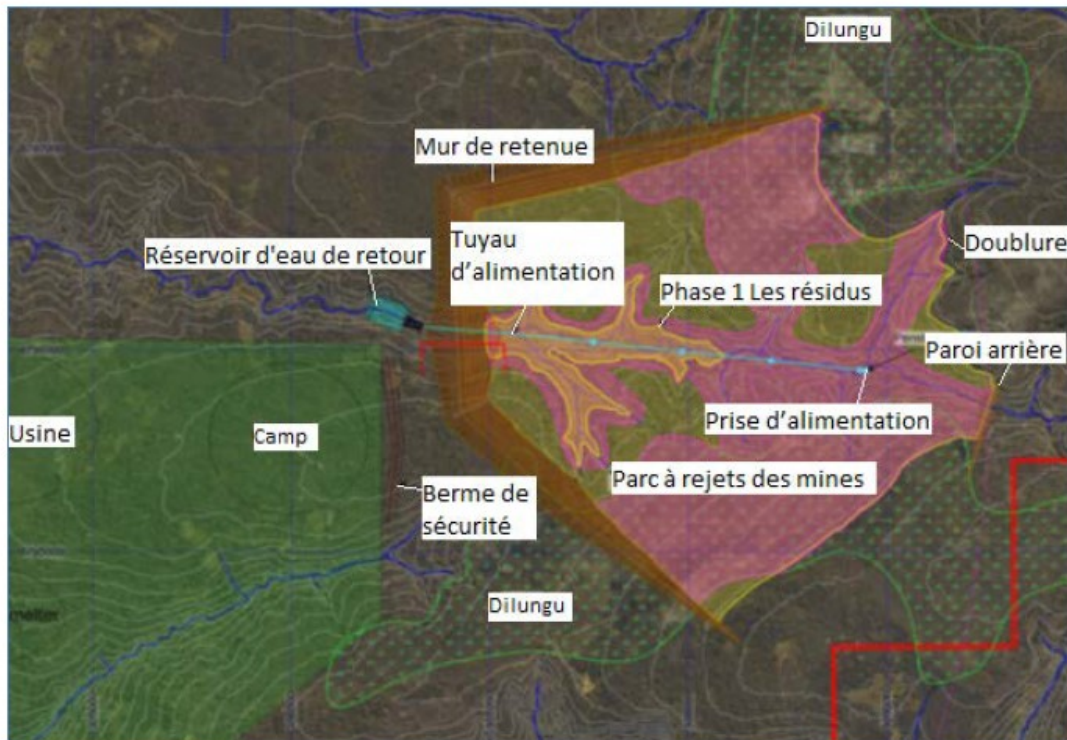 Dilungu
Mur de retenue
Tuyau
d'alimentation
Doublure
Réservoir d'eau de retour
Phase 1 Les résidus
Paroi arrière
Prise d'alimentation
Usine
Camp
Parc à rejets des mines
Berme de
sécurité
Dilungu